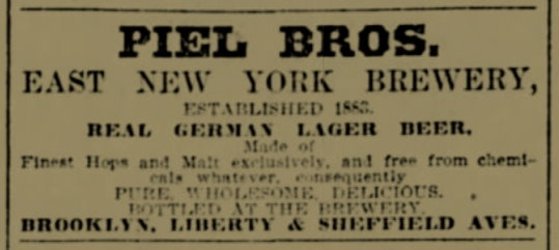 PIEL BROS.
EAST NEW YORK BREWERY,
ESTABLISHED 1883.
REAL GERMAN LAGER BEER.
Made of
Finest Hops and Malt exclusively, and free from chemi-
cals whatever, consequently
PURE, WHOLESOME, DELICIOUS.
BOTTLED AT THE BREWERY.
BROOKLYN, LIBERTY & SHEFFIELD AVES.